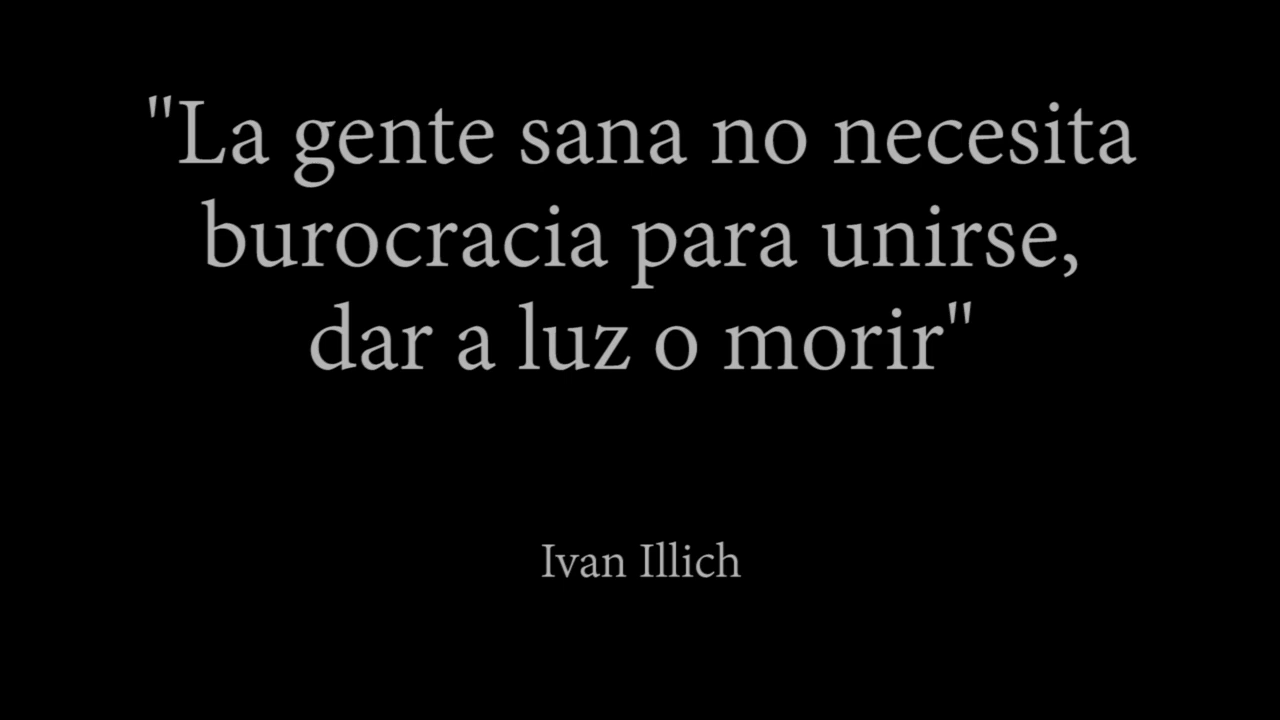 "La gente sana no necesita
burocracia para unirse,
dar a luz o morir"
Ivan Illich